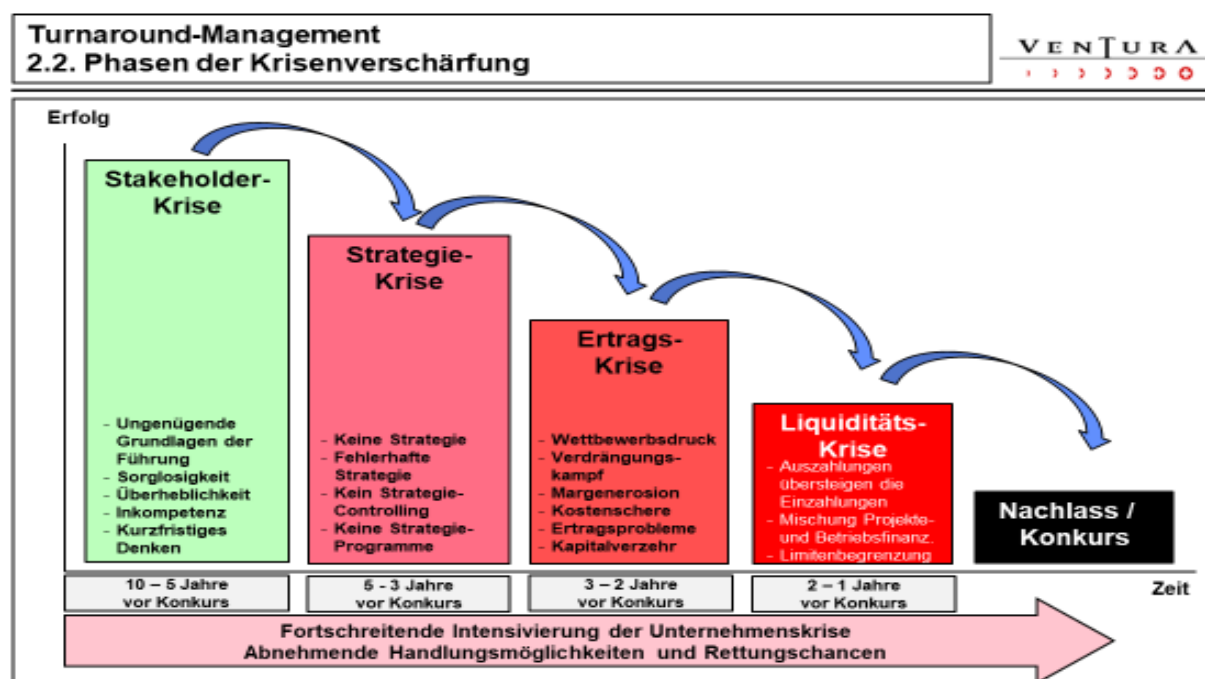 Turnaround-Management
2.2. Phasen der Krisenverschärfung
VENTURA
Erfolg
Stakeholder-
Krise
- Ungenügende
Grundlagen der
Führung
- Sorglosigkeit
- Überheblichkeit
- Inkompetenz
- Kurzfristiges
Denken
Strategie-
Krise
- Keine Strategie
- Fehlerhafte
Strategie
- Kein Strategie-
Controlling
- Keine Strategie-
Programme
Ertrags-
Krise
- Wettbewerbsdruck
- Verdrängungs-
kampf
- Margenerosion
- Kostenschere
- Ertragsprobleme
- Kapitalverzehr
Liquiditäts-
Krise
- Auszahlungen
übersteigen die
Einzahlungen
- Mischung Projekte-
und Betriebsfinanz.
- Limitenbegrenzung
Nachlass /
Konkurs
10 – 5 Jahre
vor Konkurs
5 - 3 Jahre
vor Konkurs
3 – 2 Jahre
vor Konkurs
2 – 1 Jahre
vor Konkurs
Zeit
Fortschreitende Intensivierung der Unternehmenskrise
Abnehmende Handlungsmöglichkeiten und Rettungschancen